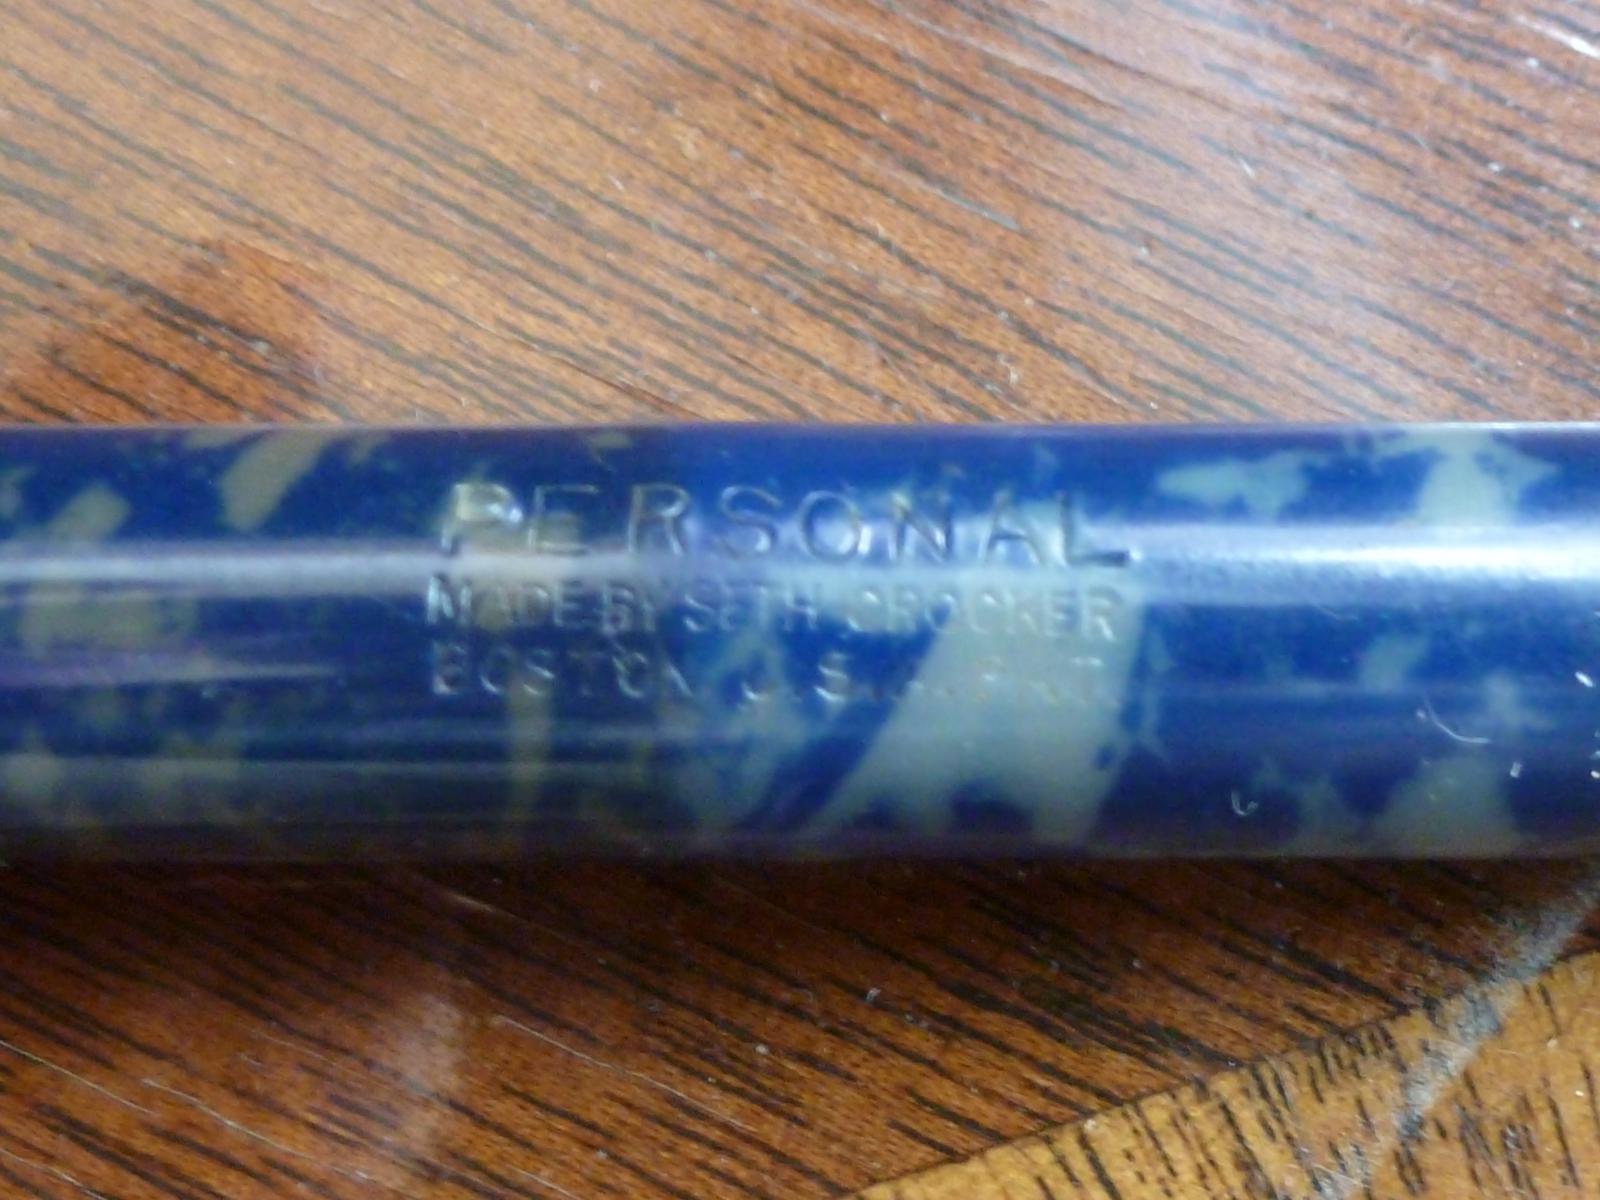 PERSONAL
MADE BY SETH CROCKER
BOSTON, U.S.A.